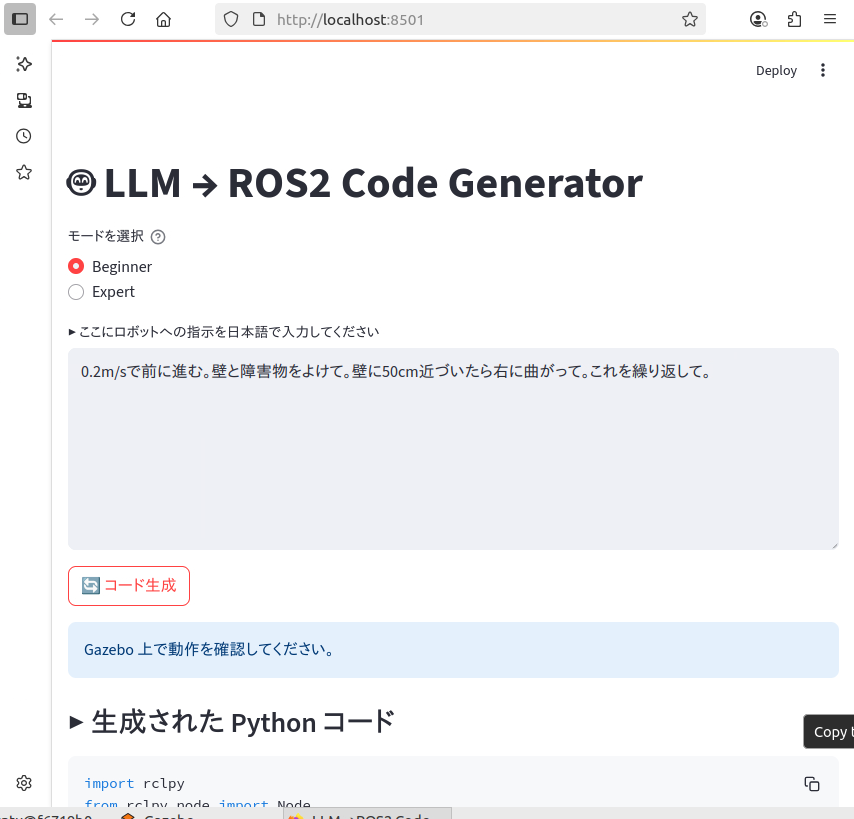 http://localhost:8501
Deploy
LLM → ROS2 Code Generator
モードを選択 ?
Beginner
Expert
▸ここにロボットへの指示を日本語で入力してください
0.2m/sで前に進む。壁と障害物をよけて。壁に50cm近づいたら右に曲がって。これを繰り返して。
コード生成
Gazebo 上で動作を確認してください。
▸ 生成された Python コード
Copy t
import rclpy
from rclpy.node import Node
Gazebo
LLM → ROS2 Code